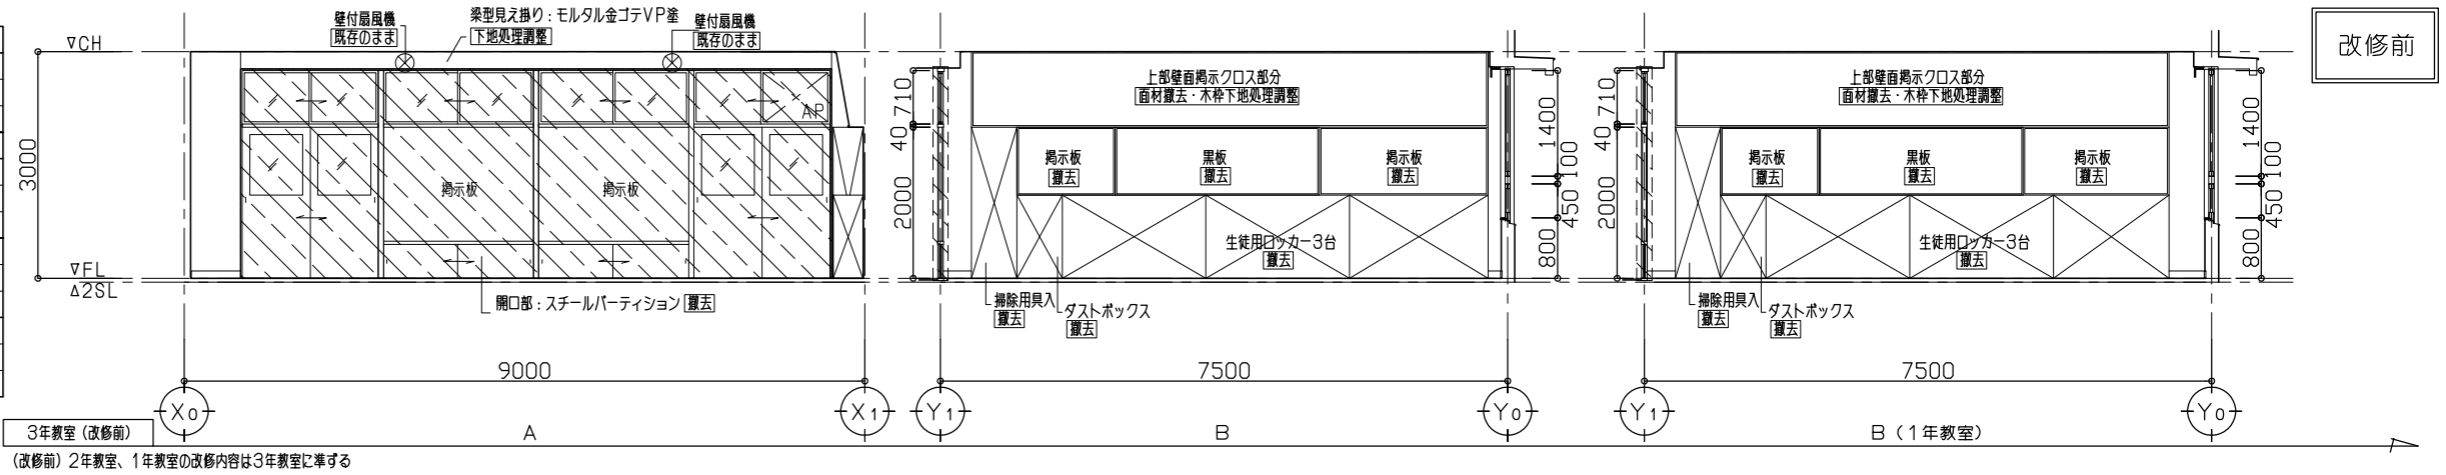 改修前
▽CH
3000
▽FL
△2SL
壁付扇風機
既存のまま
梁型見え掛り：モルタル金ゴテVP塗
下地処理調整
壁付扇風機
既存のまま
AP
掲示板
掲示板
開口部：スチールパーティション 撤去
9000
X0
X1
A
710
40
2000
上部壁面掲示クロス部分
面材撤去・木枠下地処理調整
掲示板
撤去
黒板
撤去
掲示板
撤去
生徒用ロッカー3台
撤去
掃除用具入
撤去
ダストボックス
撤去
1400
100
450
800
7500
Y1
Y0
B
710
40
2000
上部壁面掲示クロス部分
面材撤去・木枠下地処理調整
掲示板
撤去
黒板
撤去
掲示板
撤去
生徒用ロッカー3台
撤去
掃除用具入
撤去
ダストボックス
撤去
1400
100
450
800
7500
Y1
Y0
B（1年教室）
3年教室（改修前）
（改修前）2年教室、1年教室の改修内容は3年教室に準ずる